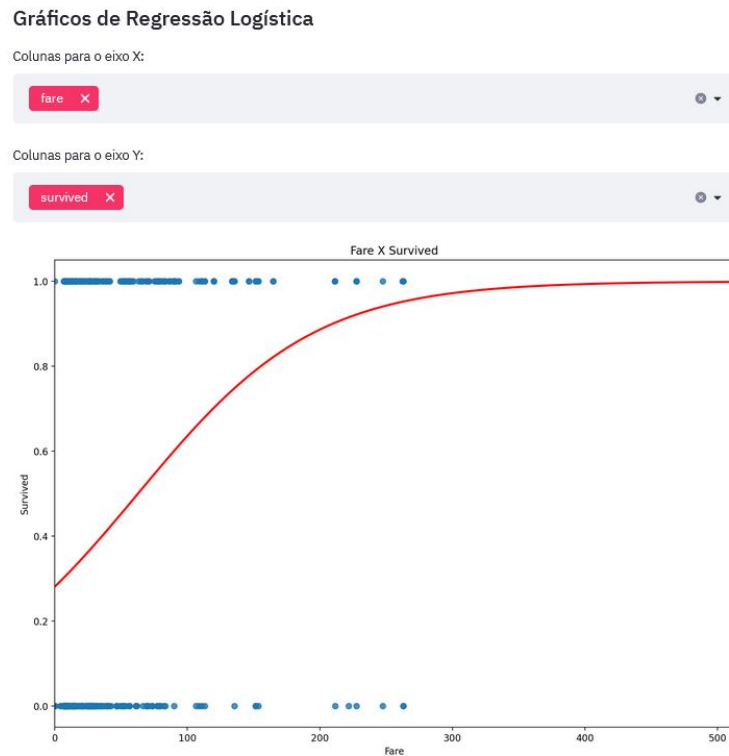 Gráficos de Regressão Logística
Colunas para o eixo X:
fare
Colunas para o eixo Y:
survived
Fare X Survived
1.0
0.8
0.6
0.4
0.2
0.0
Survived
0 100 200 300 400 500
Fare